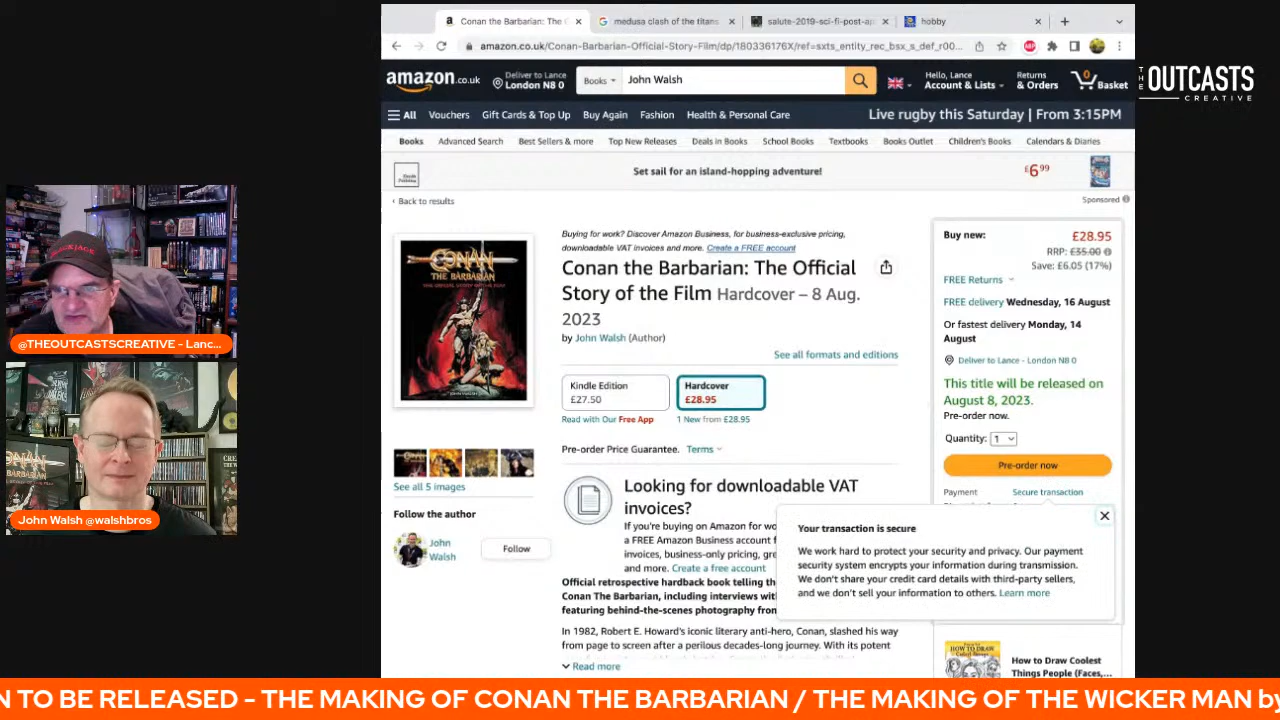 Conan the Barbarian: The O
medusa clash of the titans
salute-2019-sci-fi-post-ap
hobby
amazon.co.uk/Conan-Barbarian-Official-Story-Film/dp/180336176X/ref=sxts_entity_rec_bsx_s_def_r00...
amazon.co.uk
Deliver to Lance
London N8 0
Books
John Walsh
Hello, Lance
Account & Lists
Returns
& Orders
0
Basket
THE OUTCASTS
CREATIVE
All Vouchers Gift Cards & Top Up Buy Again Fashion Health & Personal Care
Live rugby this Saturday | From 3:15PM
Books Advanced Search Best Sellers & more Top New Releases Deals in Books School Books Textbooks Books Outlet Children's Books Calendars & Diaries
Set sail for an island-hopping adventure!
£6.99
‹ Back to results
Sponsored
Buying for work? Discover Amazon Business, for business-exclusive pricing,
downloadable VAT invoices and more. Create a FREE account
Conan the Barbarian: The Official
Story of the Film Hardcover – 8 Aug.
2023
by John Walsh (Author)
See all formats and editions
Kindle Edition
£27.50
Hardcover
£28.95
Read with Our Free App
1 New from £28.95
Pre-order Price Guarantee. Terms
Looking for downloadable VAT
invoices?
If you're buying on Amazon for wo
a FREE Amazon Business account f
invoices, business-only pricing, gre
and more. Create a free account
Official retrospective hardback book telling the
Conan The Barbarian, including interviews wit
featuring behind-the-scenes photography from
In 1982, Robert E. Howard's iconic literary anti-hero, Conan, slashed his way
from page to screen after a perilous decades-long journey. With its potent
Read more
CONAN
THE BARBARIAN
THE OFFICIAL STORY OF THE FILM
JOHN WALSH
See all 5 images
Follow the author
John
Walsh
Follow
Buy new:
£28.95
RRP: £35.00
Save: £6.05 (17%)
FREE Returns
FREE delivery Wednesday, 16 August
Or fastest delivery Monday, 14
August
Deliver to Lance - London N8 0
This title will be released on
August 8, 2023.
Pre-order now.
Quantity: 1
Pre-order now
Payment
Secure transaction
Your transaction is secure
We work hard to protect your security and privacy. Our payment
security system encrypts your information during transmission.
We don't share your credit card details with third-party sellers,
and we don't sell your information to others. Learn more
HOW TO DRAW
How to Draw Coolest
Things People (Faces,...
@THEOUTCASTSCREATIVE - Lanc...
John Walsh @walshbros
N TO BE RELEASED - THE MAKING OF CONAN THE BARBARIAN / THE MAKING OF THE WICKER MAN by